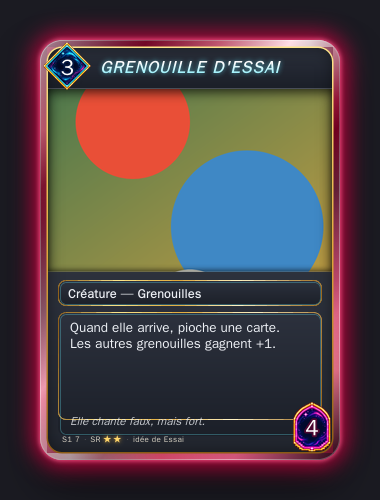 3
GRENOUILLE D'ESSAI
Créature — Grenouilles
Quand elle arrive, pioche une carte.
Les autres grenouilles gagnent +1.
Elle chante faux, mais fort.
4
S1 7 · SR ★★ · idée de Essai